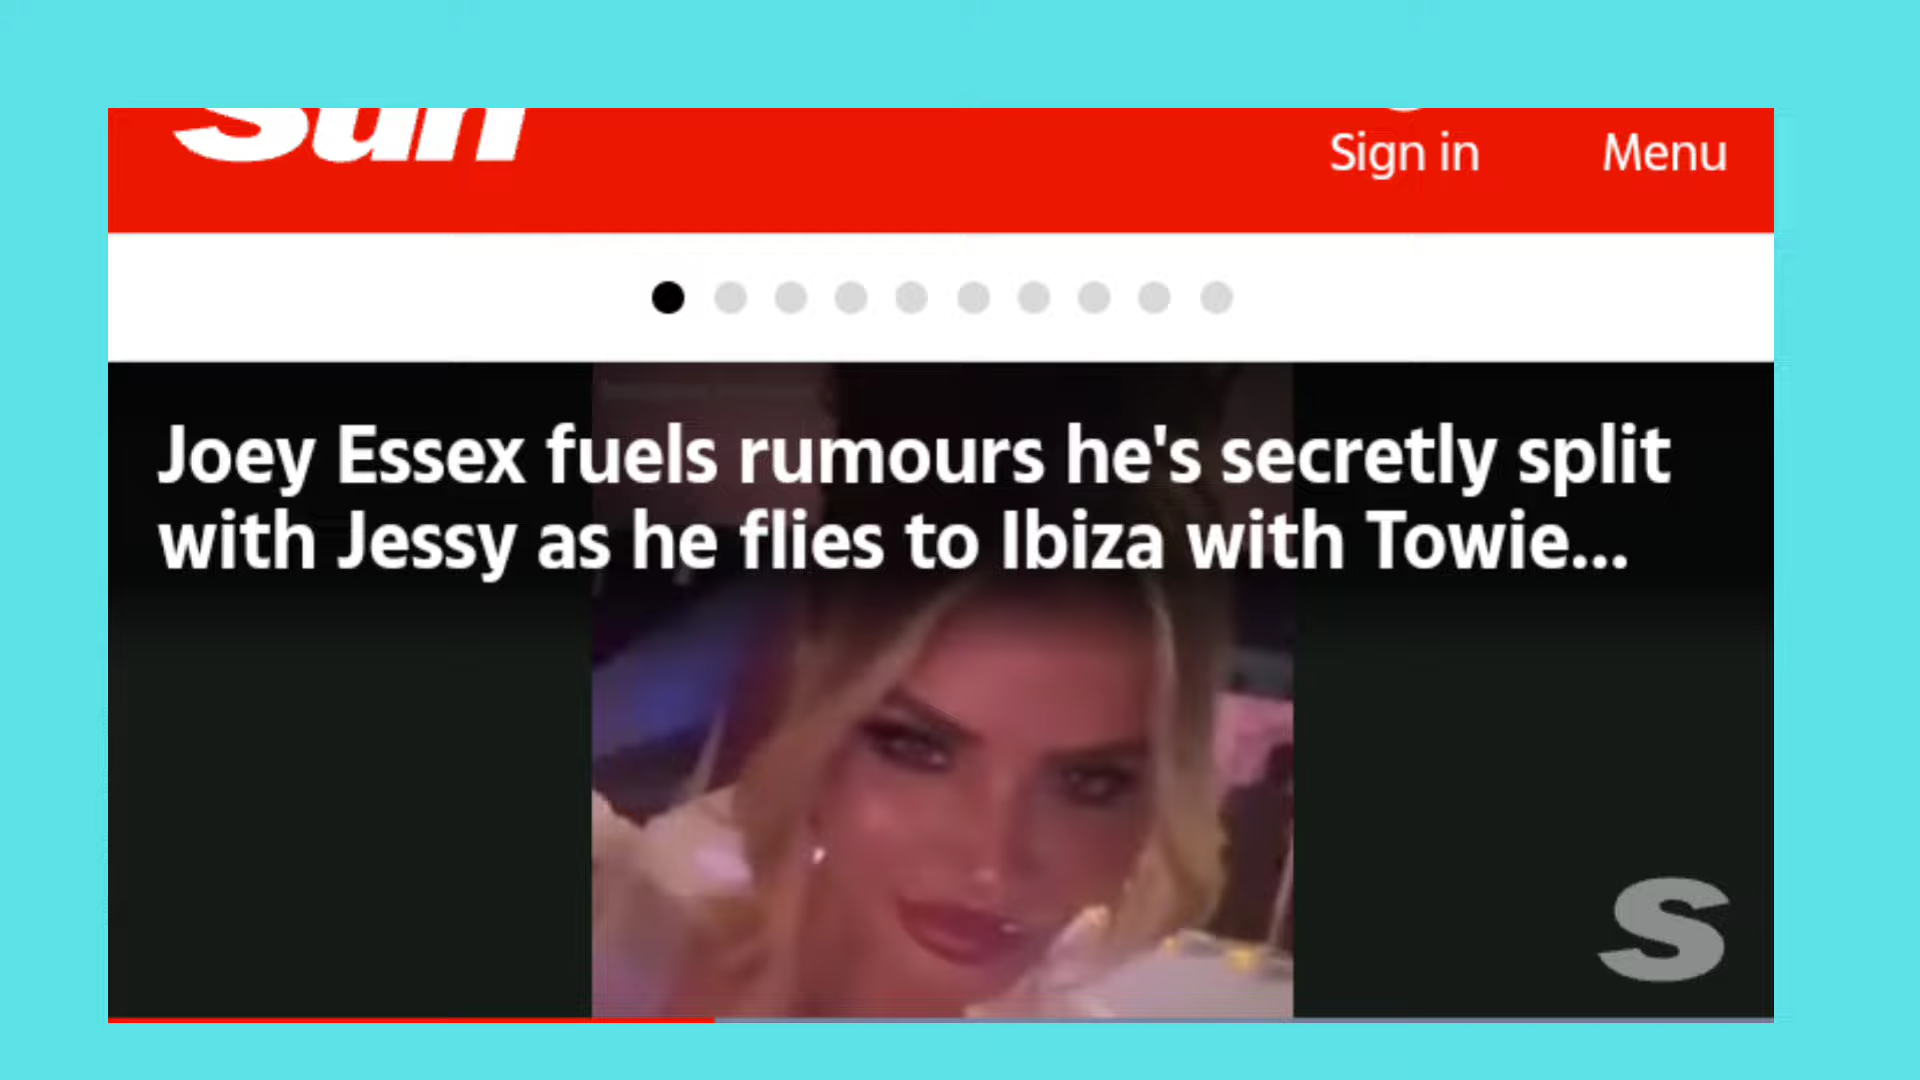 Sun
Sign in
Menu
Joey Essex fuels rumours he's secretly split
with Jessy as he flies to Ibiza with Towie...
S